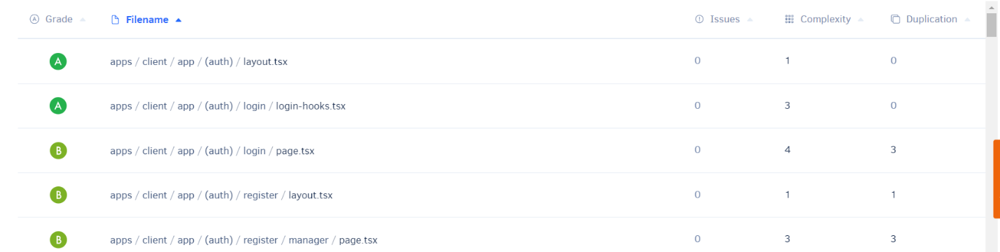 Grade Filename Issues Complexity Duplication
A apps / client / app / (auth) / layout.tsx 0 1 0
A apps / client / app / (auth) / login / login-hooks.tsx 0 3 0
B apps / client / app / (auth) / login / page.tsx 0 4 3
B apps / client / app / (auth) / register / layout.tsx 0 1 1
B apps / client / app / (auth) / register / manager / page.tsx 0 3 3